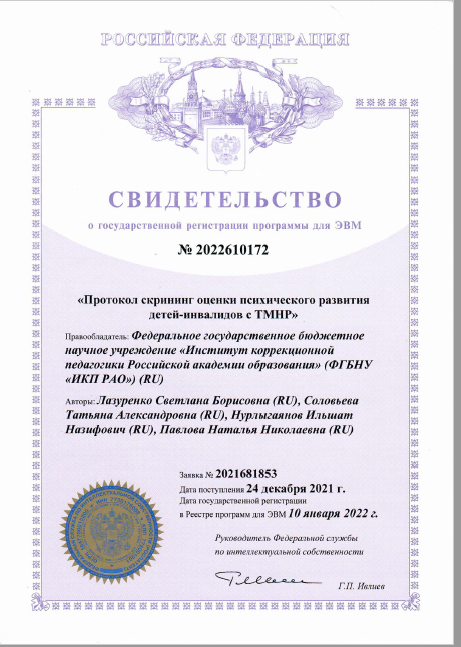 РОССИЙСКАЯ ФЕДЕРАЦИЯ
СВИДЕТЕЛЬСТВО
о государственной регистрации программы для ЭВМ
№ 2022610172
«Протокол скрининг оценки психического развития
детей-инвалидов с ТМНР»
Правообладатель: Федеральное государственное бюджетное
научное учреждение «Институт коррекционной
педагогики Российской академии образования» (ФГБНУ
«ИКП РАО») (RU)
Авторы: Лазуренко Светлана Борисовна (RU), Соловьева
Татьяна Александровна (RU), Нурлыгаянов Ильшат
Назифович (RU), Павлова Наталья Николаевна (RU)
Заявка № 2021681853
Дата поступления 24 декабря 2021 г.
Дата государственной регистрации
в Реестре программ для ЭВМ 10 января 2022 г.
Руководитель Федеральной службы
по интеллектуальной собственности
Г.П. Ивлиев